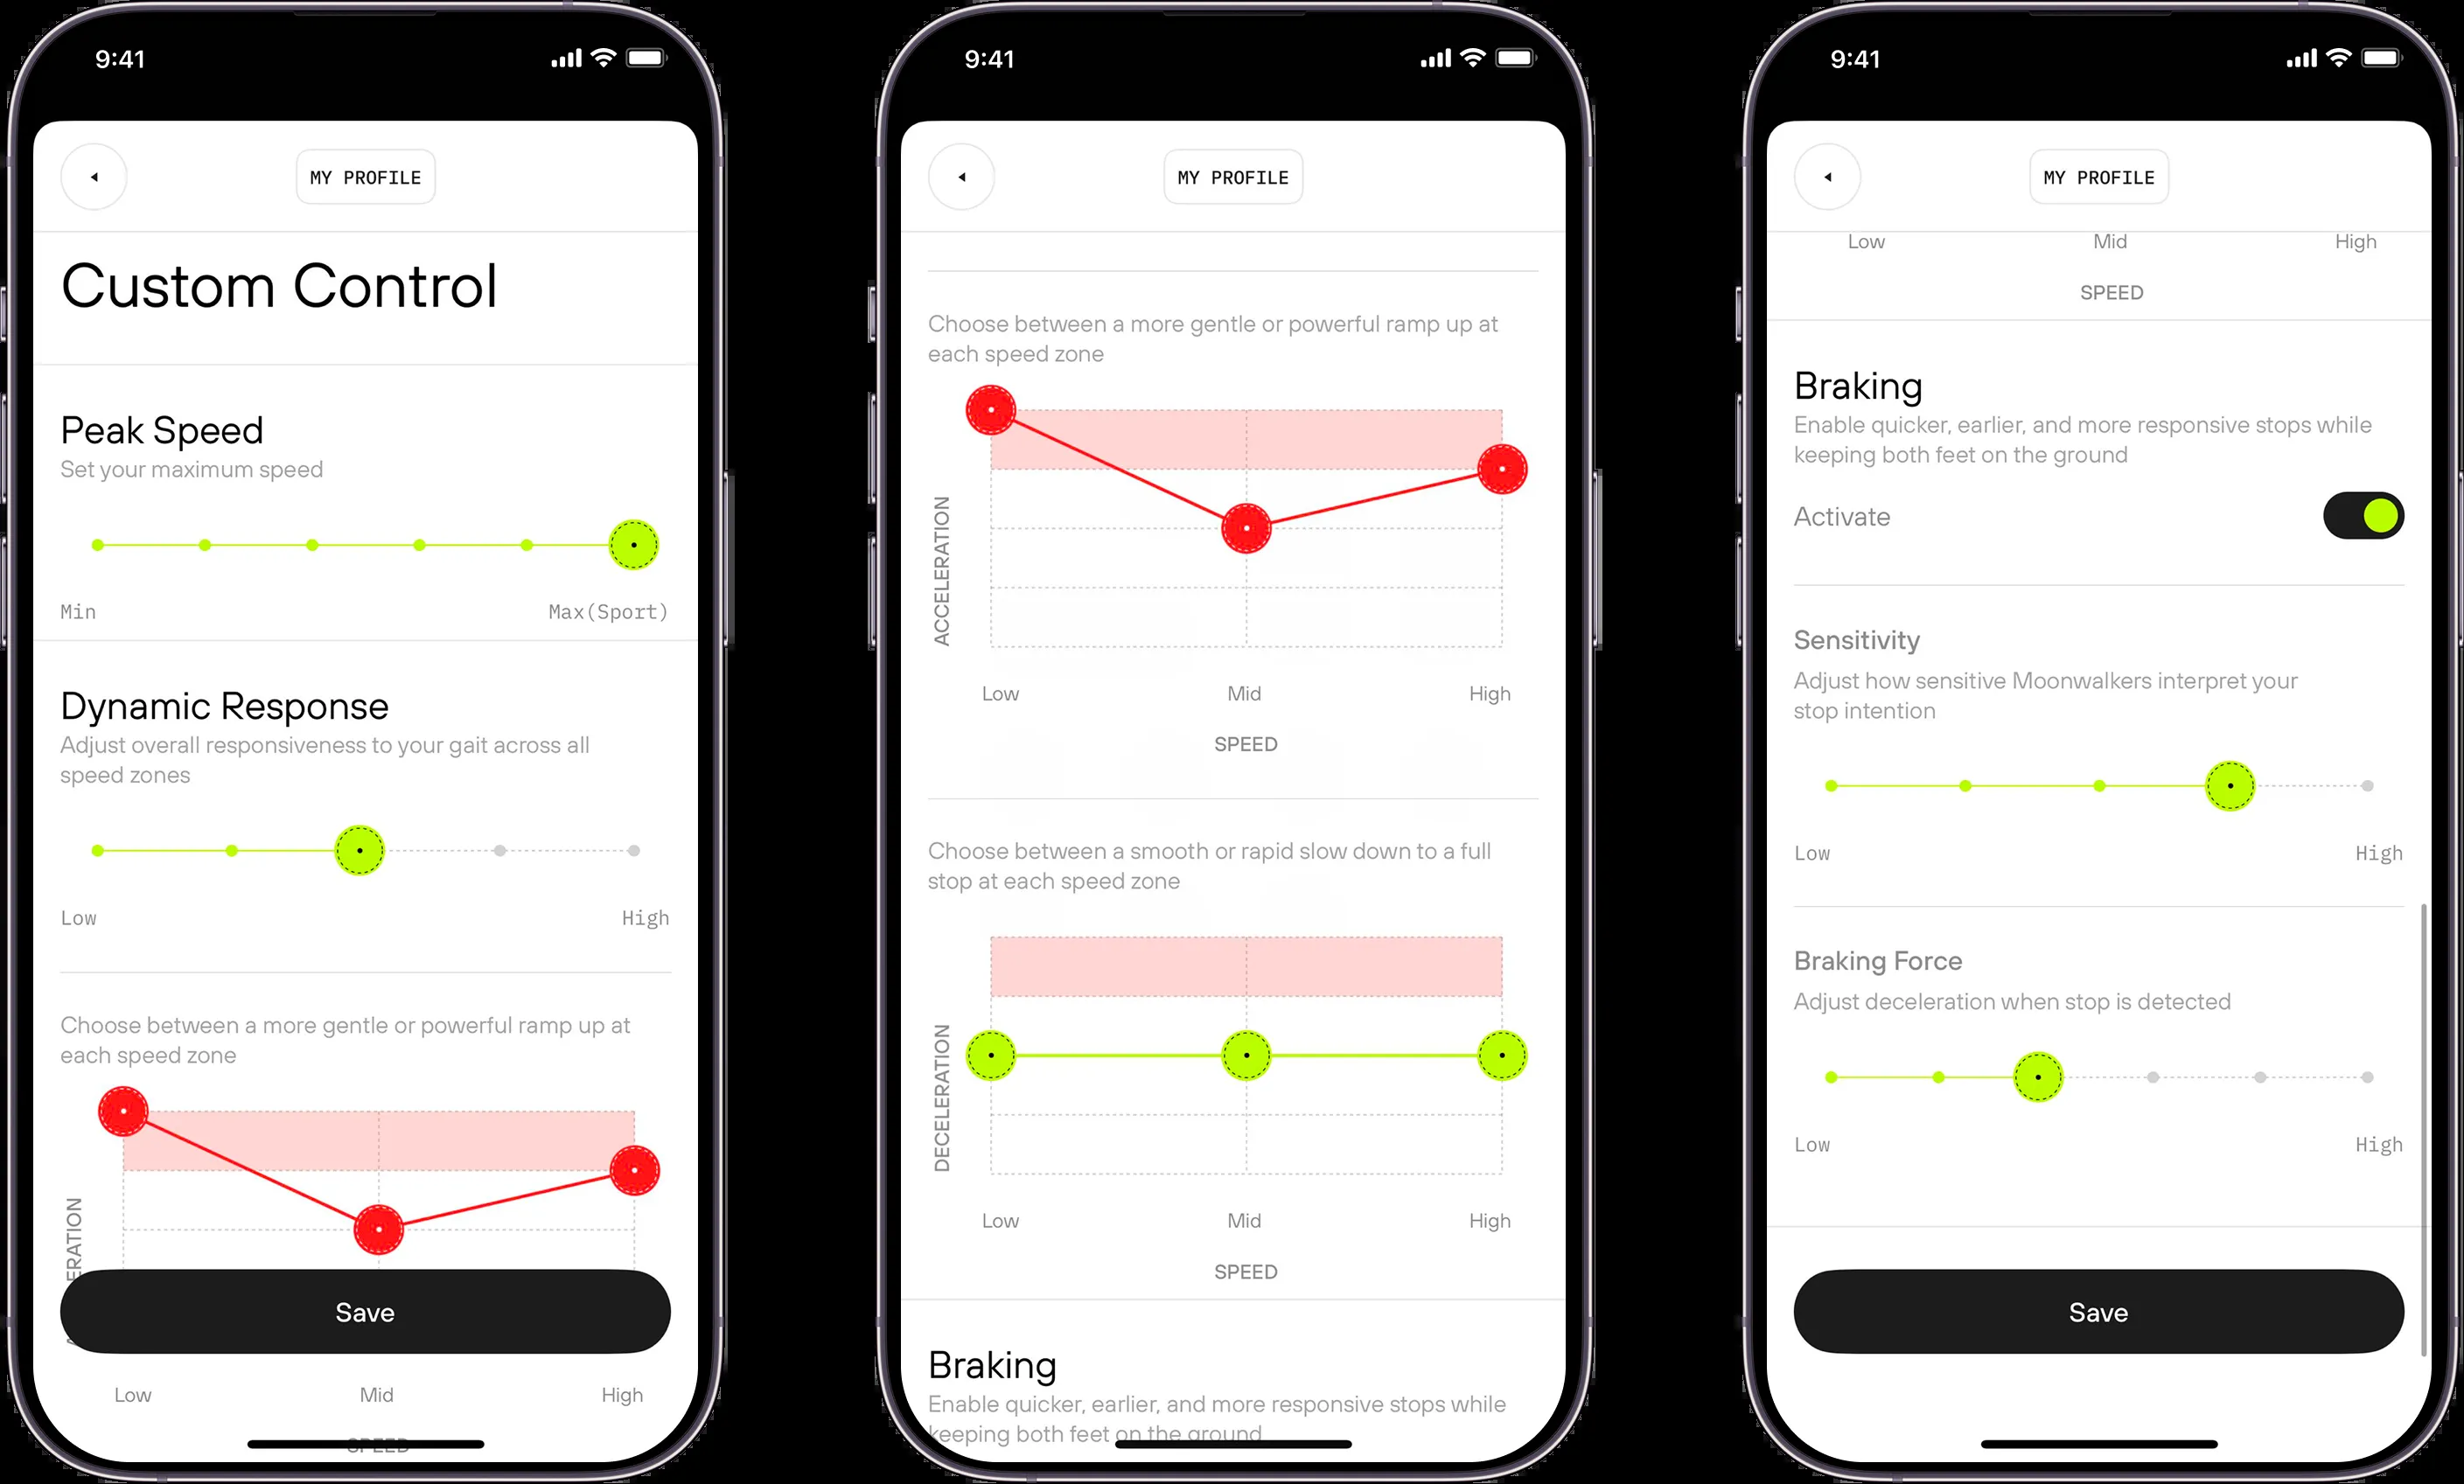 9:41
MY PROFILE
Custom Control
Peak Speed
Set your maximum speed
Min
Max(Sport)
Dynamic Response
Adjust overall responsiveness to your gait across all
speed zones
Low
High
Choose between a more gentle or powerful ramp up at
each speed zone
Save
Low
Mid
High
SPEED
9:41
MY PROFILE
Choose between a more gentle or powerful ramp up at
each speed zone
ACCELERATION
Low
Mid
High
SPEED
Choose between a smooth or rapid slow down to a full
stop at each speed zone
DECELERATION
Low
Mid
High
SPEED
Braking
Enable quicker, earlier, and more responsive stops while
keeping both feet on the ground
9:41
MY PROFILE
Low
Mid
High
SPEED
Braking
Enable quicker, earlier, and more responsive stops while
keeping both feet on the ground
Activate
Sensitivity
Adjust how sensitive Moonwalkers interpret your
stop intention
Low
High
Braking Force
Adjust deceleration when stop is detected
Low
High
Save